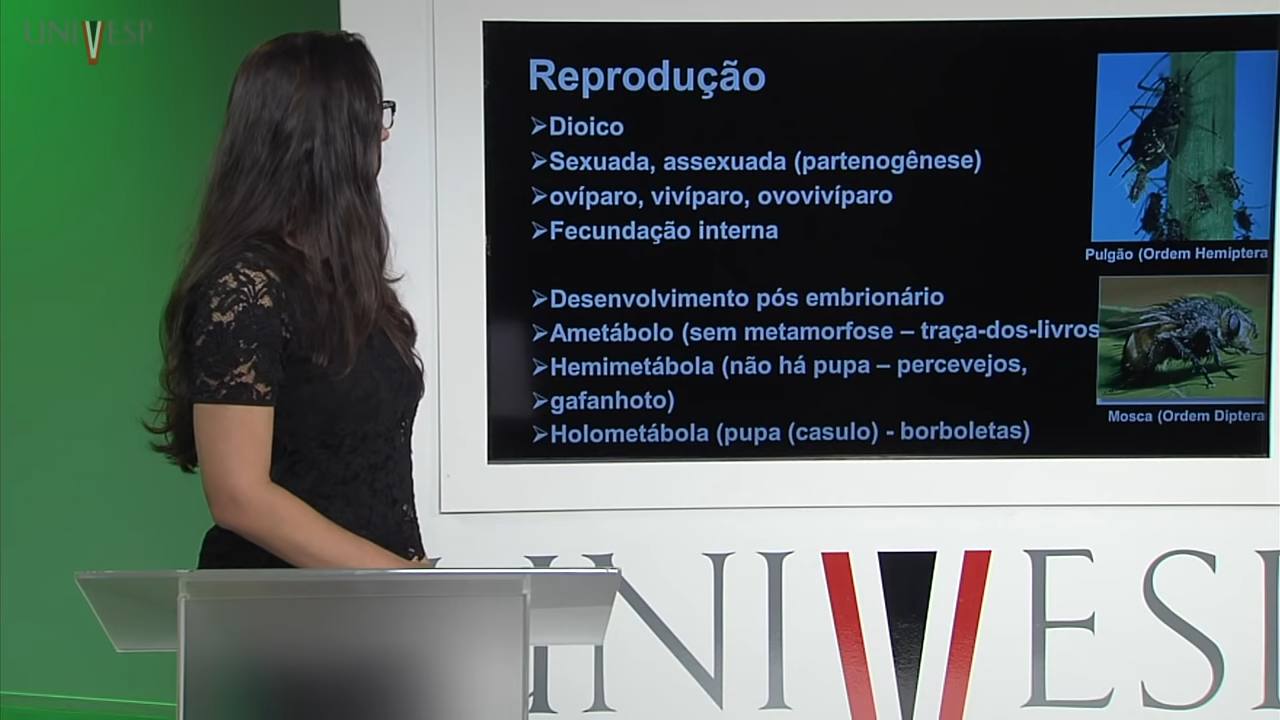 UNIVESP
Reprodução
➢Dioico
➢Sexuada, assexuada (partenogênese)
➢ovíparo, vivíparo, ovovivíparo
➢Fecundação interna
Pulgão (Ordem Hemiptera
➢Desenvolvimento pós embrionário
➢Ametábolo (sem metamorfose – traça-dos-livros
➢Hemimetábola (não há pupa – percevejos,
➢gafanhoto)
➢Holometábola (pupa (casulo) - borboletas)
Mosca (Ordem Diptera
UNIVES